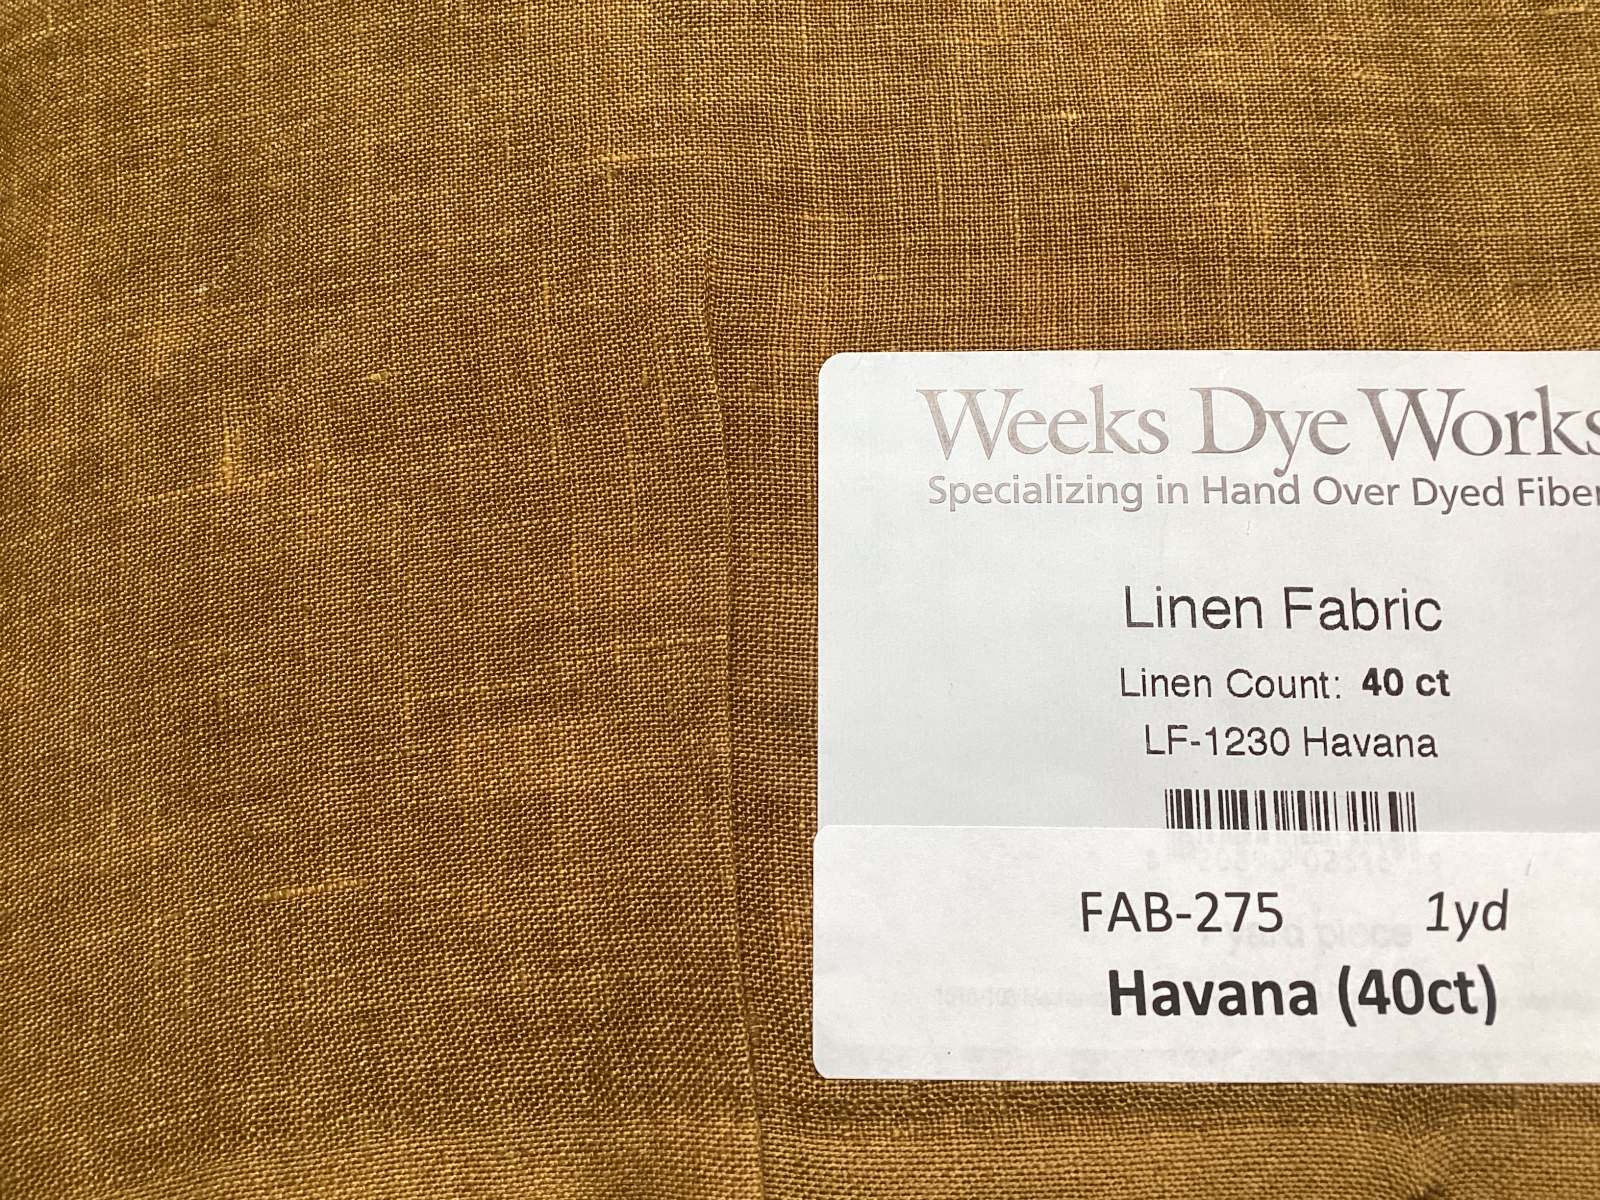 Weeks Dye Works
Specializing in Hand Over Dyed Fiber
Linen Fabric
Linen Count: 40 ct
LF-1230 Havana
FAB-275 1yd
Havana (40ct)